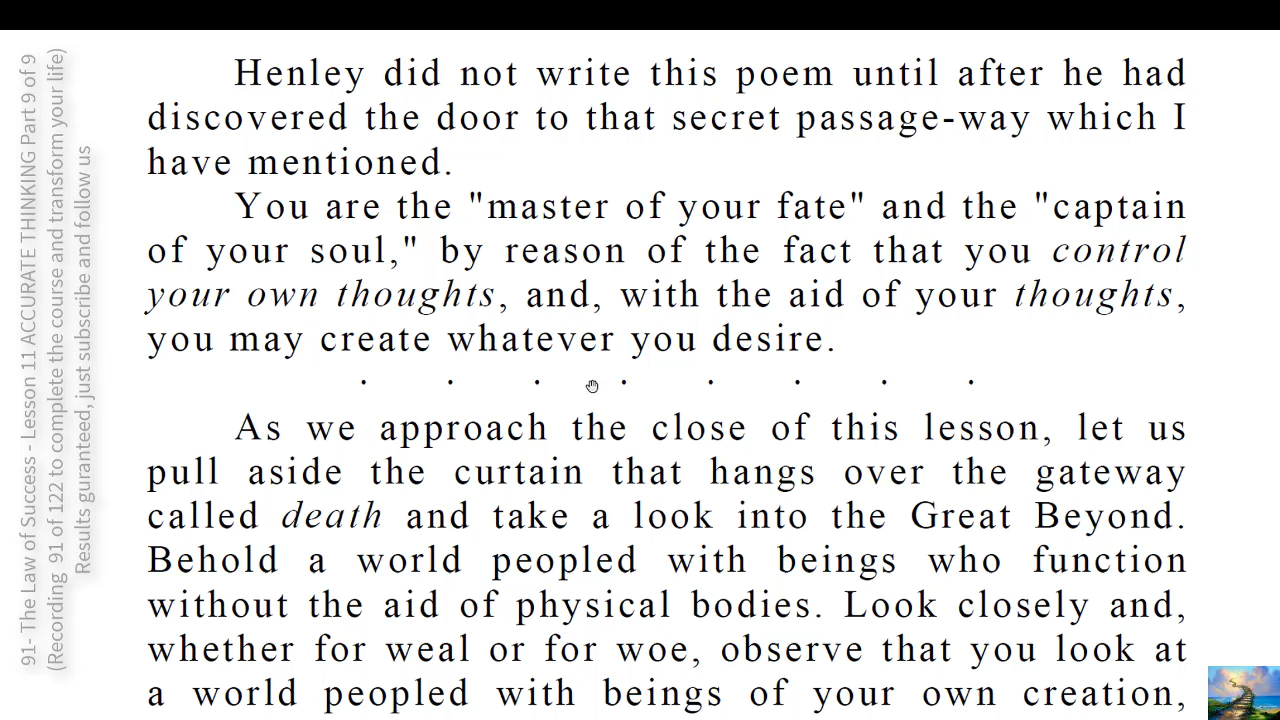 91- The Law of Success - Lesson 11 ACCURATE THINKING Part 9 of 9
(Recording 91 of 122 to complete the course and transform your life)
Results guranteed, just subscribe and follow us
Henley did not write this poem until after he had
discovered the door to that secret passage-way which I
have mentioned.
You are the "master of your fate" and the "captain
of your soul," by reason of the fact that you control
your own thoughts, and, with the aid of your thoughts,
you may create whatever you desire.
. . . . . . . .
As we approach the close of this lesson, let us
pull aside the curtain that hangs over the gateway
called death and take a look into the Great Beyond.
Behold a world peopled with beings who function
without the aid of physical bodies. Look closely and,
whether for weal or for woe, observe that you look at
a world peopled with beings of your own creation,